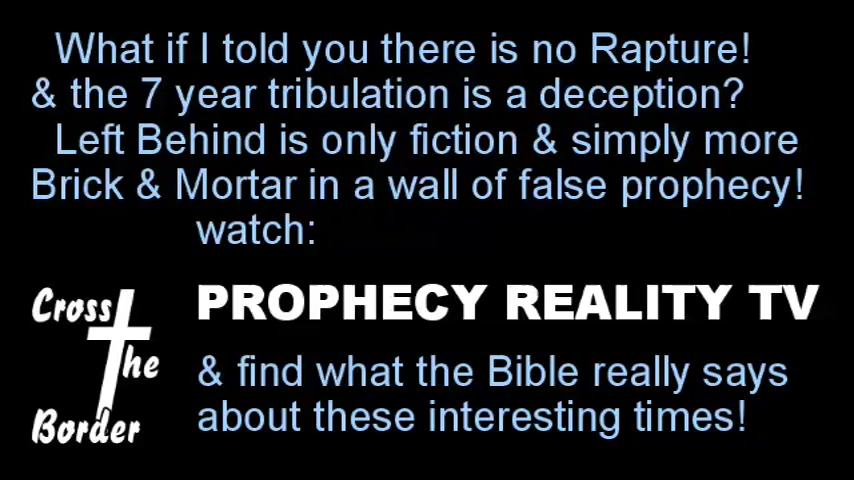 What if I told you there is no Rapture!
& the 7 year tribulation is a deception?
Left Behind is only fiction & simply more
Brick & Mortar in a wall of false prophecy!
watch:
PROPHECY REALITY TV
Cross
The
Border
& find what the Bible really says
about these interesting times!